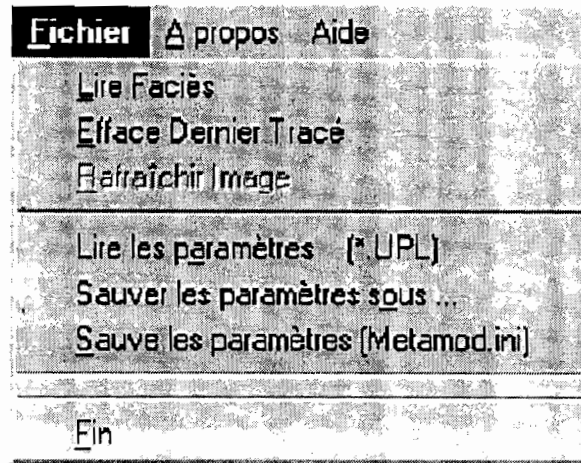 Fichier A propos Aide
Lire Faciès
Efface Dernier Tracé
Rafraîchir Image
Lire les paramètres (*.UPL)
Sauver les paramètres sous ...
Sauve les paramètres (Metamod.ini)
Fin